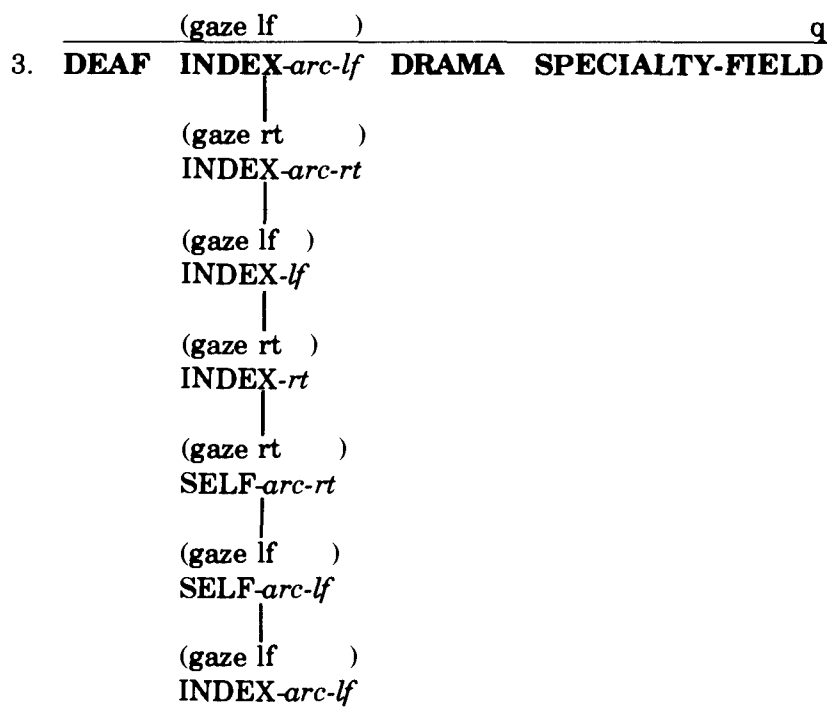 (gaze lf ) q
3. DEAF INDEX-arc-lf DRAMA SPECIALTY-FIELD
(gaze rt )
INDEX-arc-rt
(gaze lf )
INDEX-lf
(gaze rt )
INDEX-rt
(gaze rt )
SELF-arc-rt
(gaze lf )
SELF-arc-lf
(gaze lf )
INDEX-arc-lf